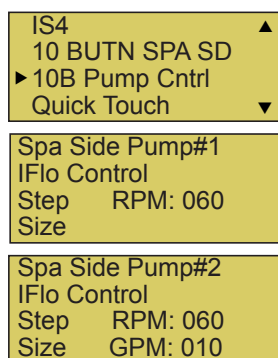 IS4
10 BUTN SPA SD
10B Pump Cntrl
Quick Touch
Spa Side Pump#1
IFlo Control
Step RPM: 060
Size
Spa Side Pump#2
IFlo Control
Step RPM: 060
Size GPM: 010